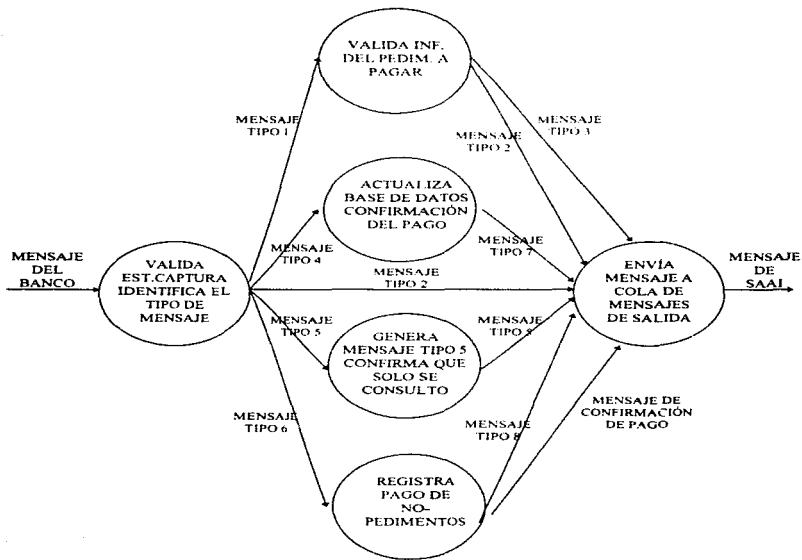 VALIDA INF.
DEL PEDIM. A
PAGAR
MENSAJE
TIPO 1
MENSAJE
TIPO 2
MENSAJE
TIPO 3
ACTUALIZA
BASE DE DATOS
CONFIRMACIÓN
DEL PAGO
MENSAJE
TIPO 4
MENSAJE
TIPO 7
MENSAJE
DEL
BANCO
VALIDA
EST.CAPTURA
IDENTIFICA EL
TIPO DE
MENSAJE
MENSAJE
TIPO 2
ENVÍA
MENSAJE A
COLA DE
MENSAJES
DE SALIDA
MENSAJE
DE
SAAI
MENSAJE
TIPO 5
GENERA
MENSAJE TIPO 5
CONFIRMA QUE
SOLO SE
CONSULTO
MENSAJE
TIPO
MENSAJE
TIPO 6
MENSAJE
TIPO 8
MENSAJE DE
CONFIRMACIÓN
DE PAGO
REGISTRA
PAGO DE
NO-
PEDIMENTOS